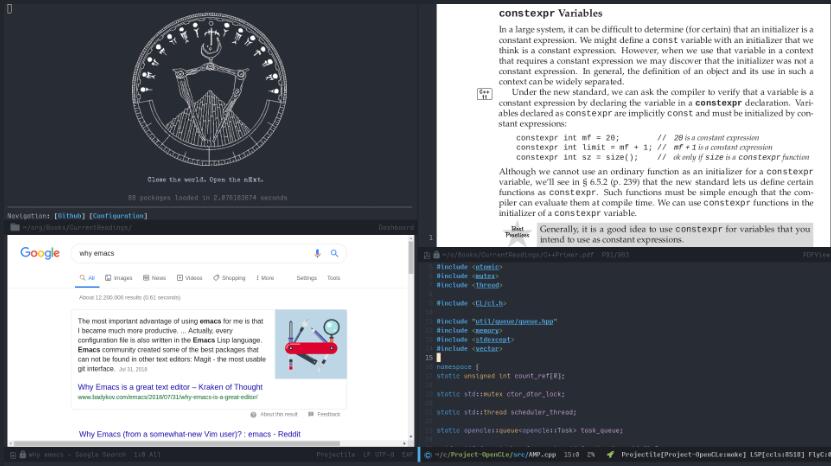 Close the world. Open the nExt.
88 packages loaded in 2.076183674 seconds
Navigation: [Github] [Configuration]
~/org/Books/CurrentReadings/ Dashboard
Google
why emacs
All Images News Videos Shopping More Settings Tools
About 12.200.000 results (0.61 seconds)
The most important advantage of using emacs for me is that
I became much more productive. ... Actually, every
configuration file is also written in the Emacs Lisp language.
Emacs community created some of the best packages that
can not be found in other text editors: Magit - the most usable
git interface. Jul 31, 2018
Why Emacs is a great text editor – Kraken of Thought
www.badykov.com/emacs/2018/07/31/why-emacs-is-a-great-editor/
About this result Feedback
Why Emacs (from a somewhat-new Vim user)? : emacs - Reddit
why emacs - Google Search 1:0 All Projectile LF UTF-8
constexpr Variables
In a large system, it can be difficult to determine (for certain) that an initializer is a
constant expression. We might define a const variable with an initializer that we
think is a constant expression. However, when we use that variable in a context
that requires a constant expression we may discover that the initializer was not a
constant expression. In general, the definition of an object and its use in such a
context can be widely separated.
C++
11
Under the new standard, we can ask the compiler to verify that a variable is a
constant expression by declaring the variable in a constexpr declaration. Vari-
ables declared as constexpr are implicitly const and must be initialized by con-
stant expressions:
constexpr int mf = 20; // 20 is a constant expression
constexpr int limit = mf + 1; // mf + 1 is a constant expression
constexpr int sz = size(); // ok only if size is a constexpr function
Although we cannot use an ordinary function as an initializer for a constexpr
variable, we'll see in § 6.5.2 (p. 239) that the new standard lets us define certain
functions as constexpr. Such functions must be simple enough that the com-
piler can evaluate them at compile time. We can use constexpr functions in the
initializer of a constexpr variable.
Best
Practices
Generally, it is a good idea to use constexpr for variables that you
intend to use as constant expressions.
1
~/o/Books/CurrentReadings/C++Primer.pdf P91/903 PDFView
#include <atomic>
#include <mutex>
#include <thread>
#include <CL/cl.h>
#include "util/queue/queue.hpp"
#include <memory>
#include <stdexcept>
#include <vector>
15
namespace {
static unsigned int count_ref[0];
static std::mutex ctor_dtor_lock;
static std::thread scheduler_thread;
static opencle::queue<opencle::Task> task_queue;
~/c/Project-OpenCLe/src/AMP.cpp 15:0 2% Projectile[Project-OpenCLe:make] LSP[ccls:8518] FlyC:0